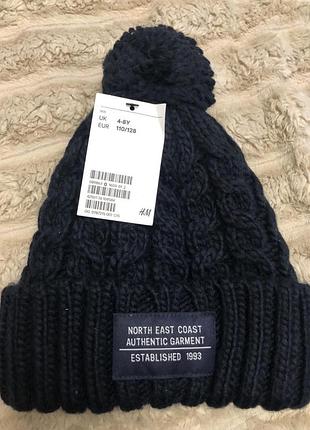 UK 4-8Y
EUR 110/128
H&M
NORTH EAST COAST
AUTHENTIC GARMENT
ESTABLISHED 1993